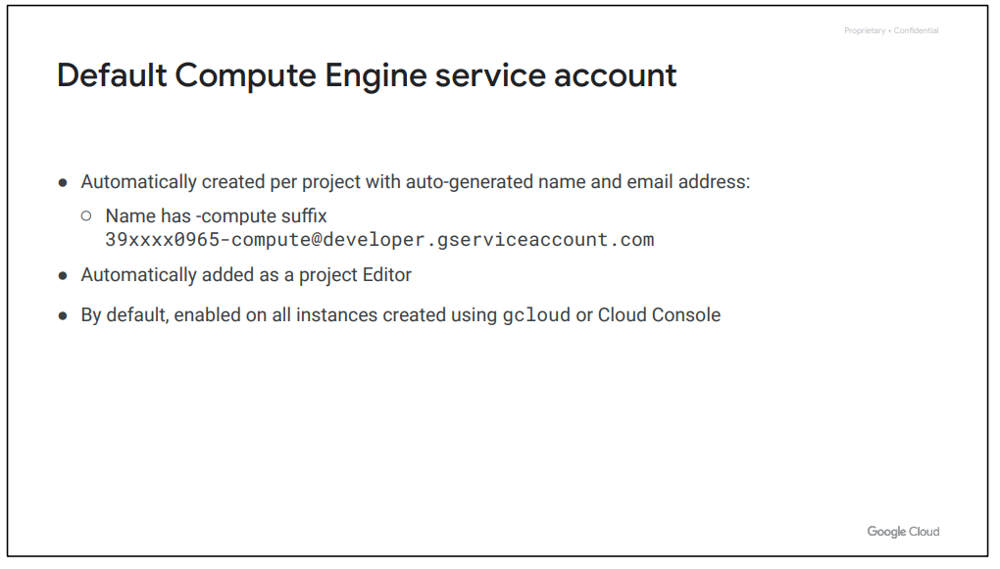 Proprietary + Confidential
Default Compute Engine service account
● Automatically created per project with auto-generated name and email address:
○ Name has -compute suffix
39xxxx0965-compute@developer.gserviceaccount.com
● Automatically added as a project Editor
● By default, enabled on all instances created using gcloud or Cloud Console
Google Cloud